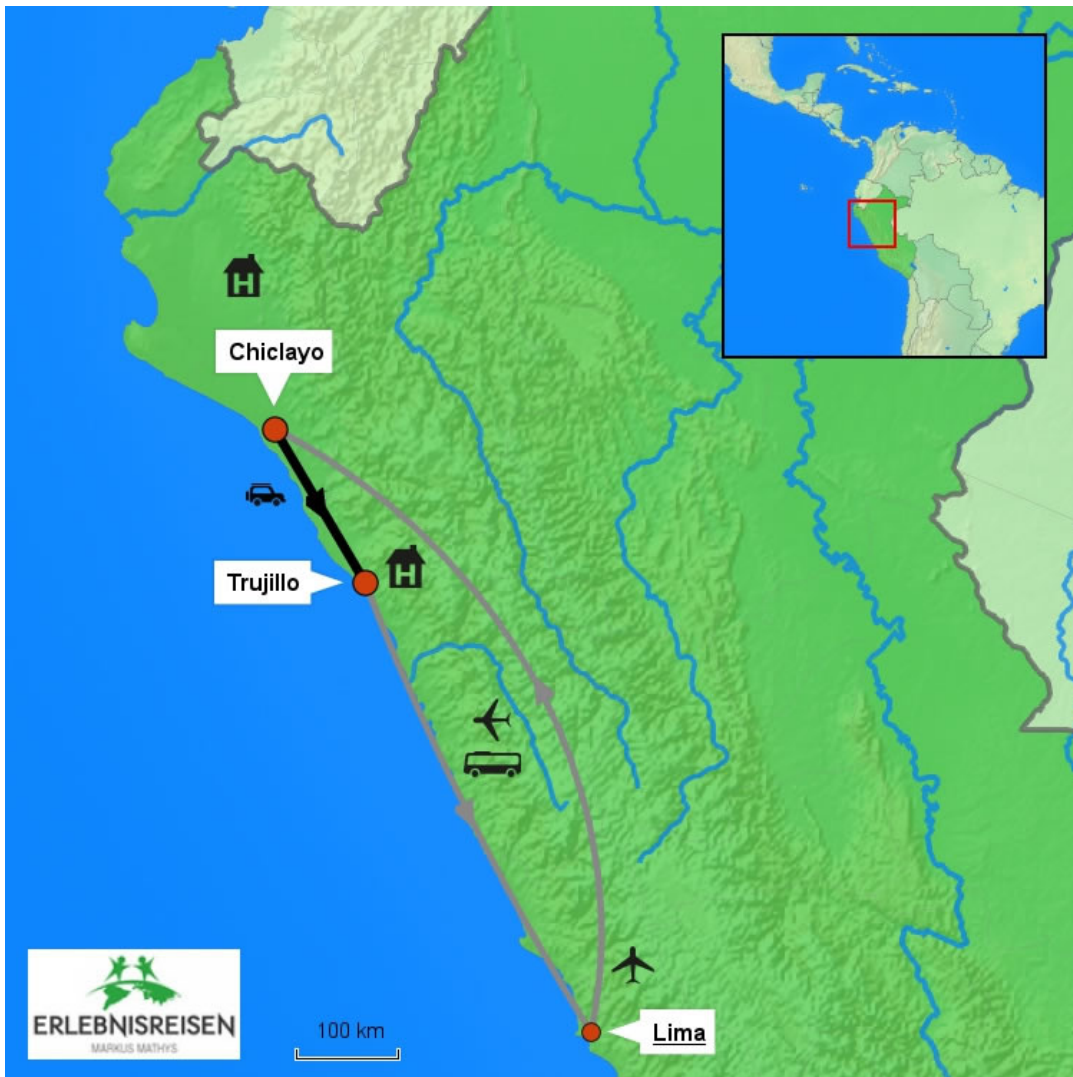 Chiclayo
H
Trujillo
H
Lima
100 km
ERLEBNISREISEN
MARKUS MATHYS